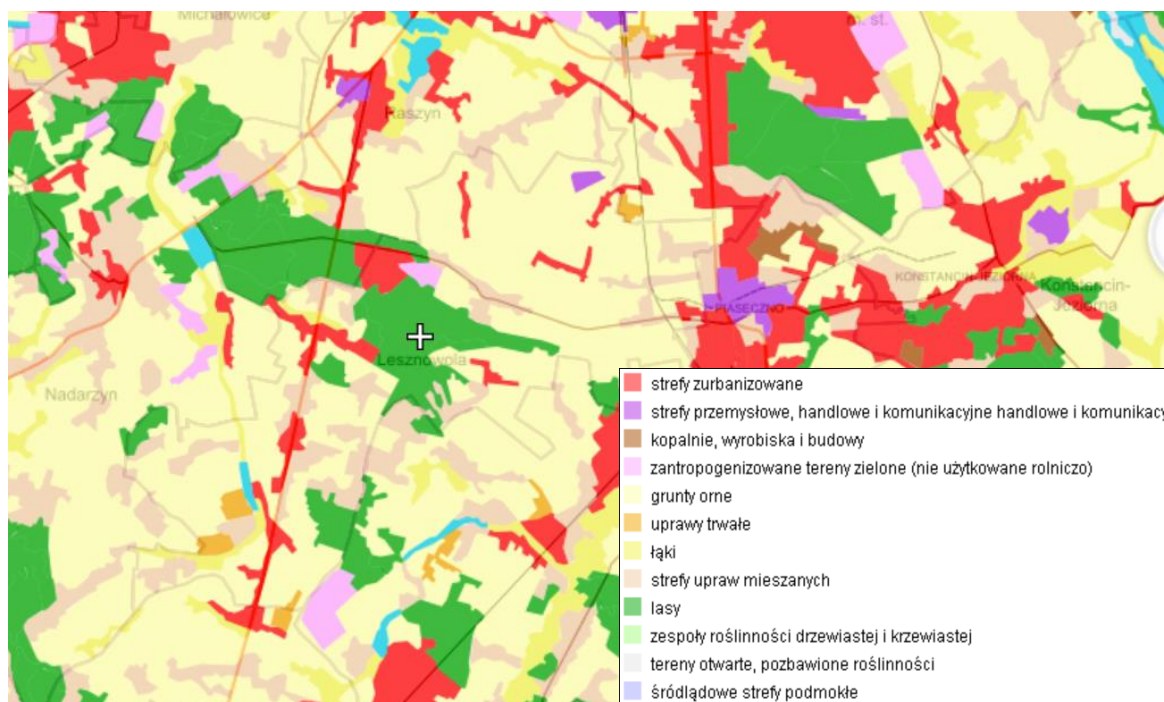 Michałowice
m. st.
Raszyn
KONSTANCIN-JEZIORNA
Konstancin-
Jeziorna
PIASECZNO
Lesznowola
Nadarzyn
strefy zurbanizowane
strefy przemysłowe, handlowe i komunikacyjne handlowe i komunikacy
kopalnie, wyrobiska i budowy
zantropogenizowane tereny zielone (nie użytkowane rolniczo)
grunty orne
uprawy trwałe
łąki
strefy upraw mieszanych
lasy
zespoły roślinności drzewiastej i krzewiastej
tereny otwarte, pozbawione roślinności
śródlądowe strefy podmokłe